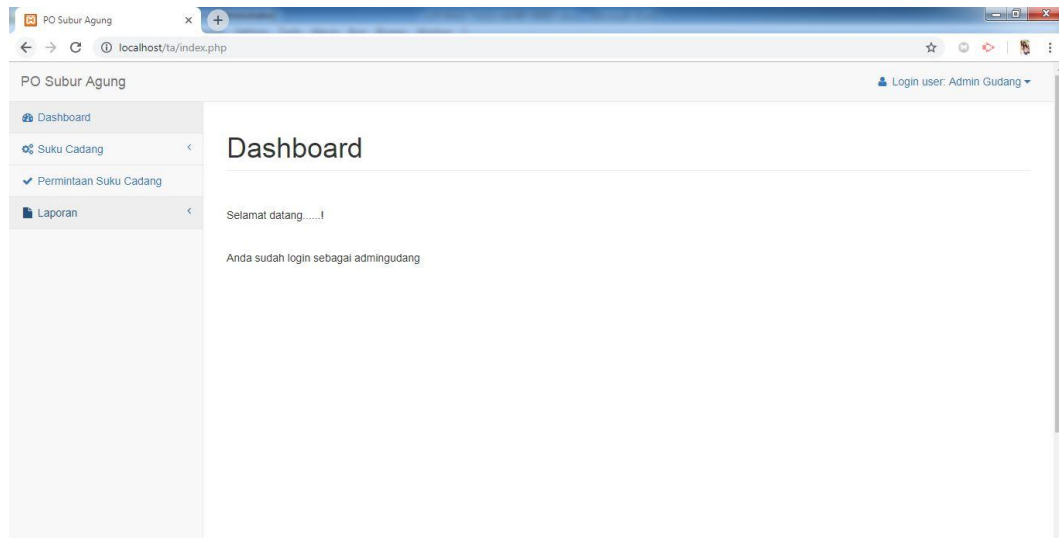 PO Subur Agung
localhost/ta/index.php
PO Subur Agung
Login user: Admin Gudang
Dashboard
Suku Cadang
Permintaan Suku Cadang
Laporan
Dashboard
Selamat datang......!
Anda sudah login sebagai admingudang